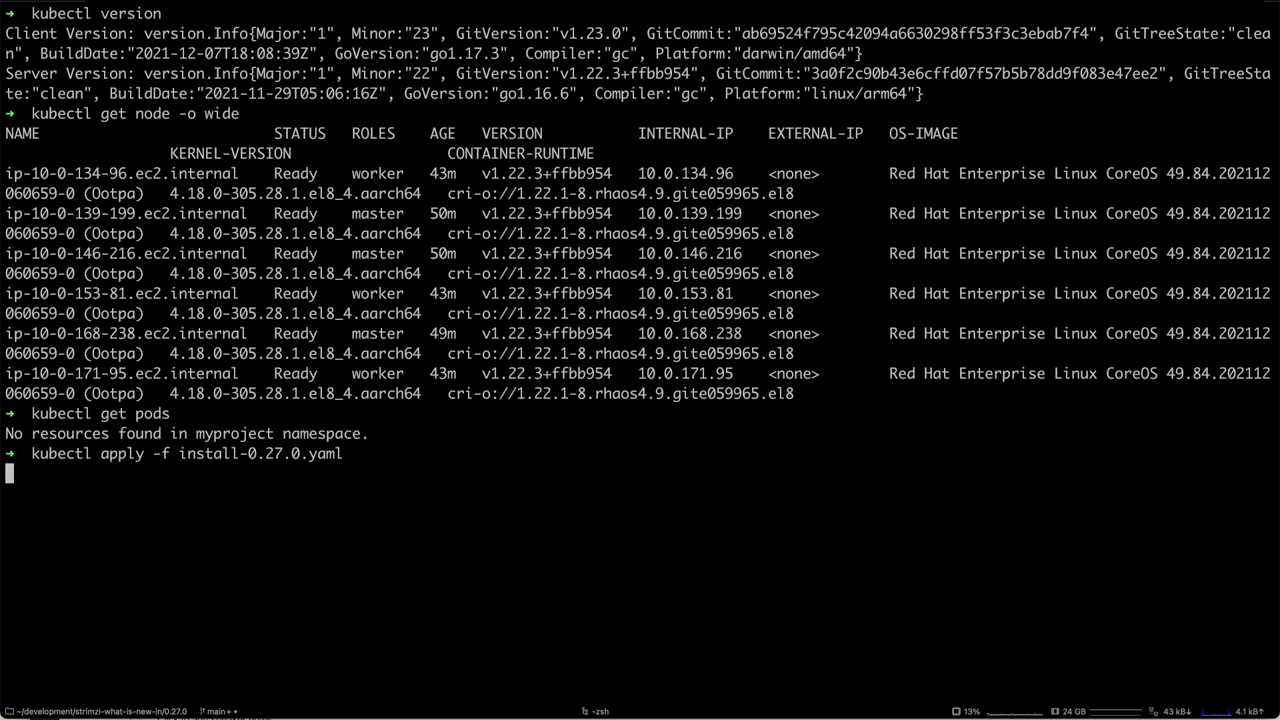 → kubectl version
Client Version: version.Info{Major:"1", Minor:"23", GitVersion:"v1.23.0", GitCommit:"ab69524f795c42094a6630298ff53f3c3ebab7f4", GitTreeState:"clea
n", BuildDate:"2021-12-07T18:08:39Z", GoVersion:"go1.17.3", Compiler:"gc", Platform:"darwin/amd64"}
Server Version: version.Info{Major:"1", Minor:"22", GitVersion:"v1.22.3+ffbb954", GitCommit:"3a0f2c90b43e6cffd07f57b5b78dd9f083e47ee2", GitTreeSta
te:"clean", BuildDate:"2021-11-29T05:06:16Z", GoVersion:"go1.16.6", Compiler:"gc", Platform:"linux/arm64"}
→ kubectl get node -o wide
NAME STATUS ROLES AGE VERSION INTERNAL-IP EXTERNAL-IP OS-IMAGE
KERNEL-VERSION CONTAINER-RUNTIME
ip-10-0-134-96.ec2.internal Ready worker 43m v1.22.3+ffbb954 10.0.134.96 <none> Red Hat Enterprise Linux CoreOS 49.84.202112
060659-0 (Ootpa) 4.18.0-305.28.1.el8_4.aarch64 cri-o://1.22.1-8.rhaos4.9.gite059965.el8
ip-10-0-139-199.ec2.internal Ready master 50m v1.22.3+ffbb954 10.0.139.199 <none> Red Hat Enterprise Linux CoreOS 49.84.202112
060659-0 (Ootpa) 4.18.0-305.28.1.el8_4.aarch64 cri-o://1.22.1-8.rhaos4.9.gite059965.el8
ip-10-0-146-216.ec2.internal Ready master 50m v1.22.3+ffbb954 10.0.146.216 <none> Red Hat Enterprise Linux CoreOS 49.84.202112
060659-0 (Ootpa) 4.18.0-305.28.1.el8_4.aarch64 cri-o://1.22.1-8.rhaos4.9.gite059965.el8
ip-10-0-153-81.ec2.internal Ready worker 43m v1.22.3+ffbb954 10.0.153.81 <none> Red Hat Enterprise Linux CoreOS 49.84.202112
060659-0 (Ootpa) 4.18.0-305.28.1.el8_4.aarch64 cri-o://1.22.1-8.rhaos4.9.gite059965.el8
ip-10-0-168-238.ec2.internal Ready master 49m v1.22.3+ffbb954 10.0.168.238 <none> Red Hat Enterprise Linux CoreOS 49.84.202112
060659-0 (Ootpa) 4.18.0-305.28.1.el8_4.aarch64 cri-o://1.22.1-8.rhaos4.9.gite059965.el8
ip-10-0-171-95.ec2.internal Ready worker 43m v1.22.3+ffbb954 10.0.171.95 <none> Red Hat Enterprise Linux CoreOS 49.84.202112
060659-0 (Ootpa) 4.18.0-305.28.1.el8_4.aarch64 cri-o://1.22.1-8.rhaos4.9.gite059965.el8
→ kubectl get pods
No resources found in myproject namespace.
→ kubectl apply -f install-0.27.0.yaml
~/development/strimzi-what-is-new-in/0.27.0 main+• -zsh 13% 24 GB 43 kB↓ 4.1 kB↑